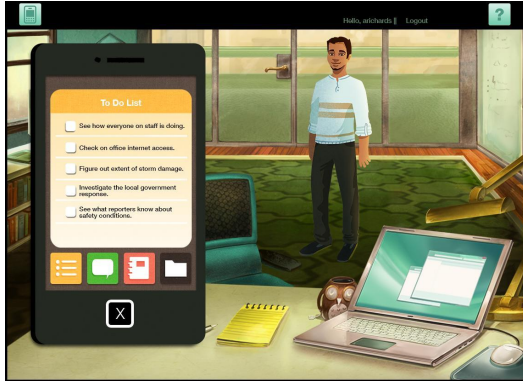 Hello, arichards ||
Logout
?
To Do List
See how everyone on staff is doing.
Check on office internet access.
Figure out extent of storm damage.
Investigate the local government
response.
See what reporters know about
safety conditions.
X